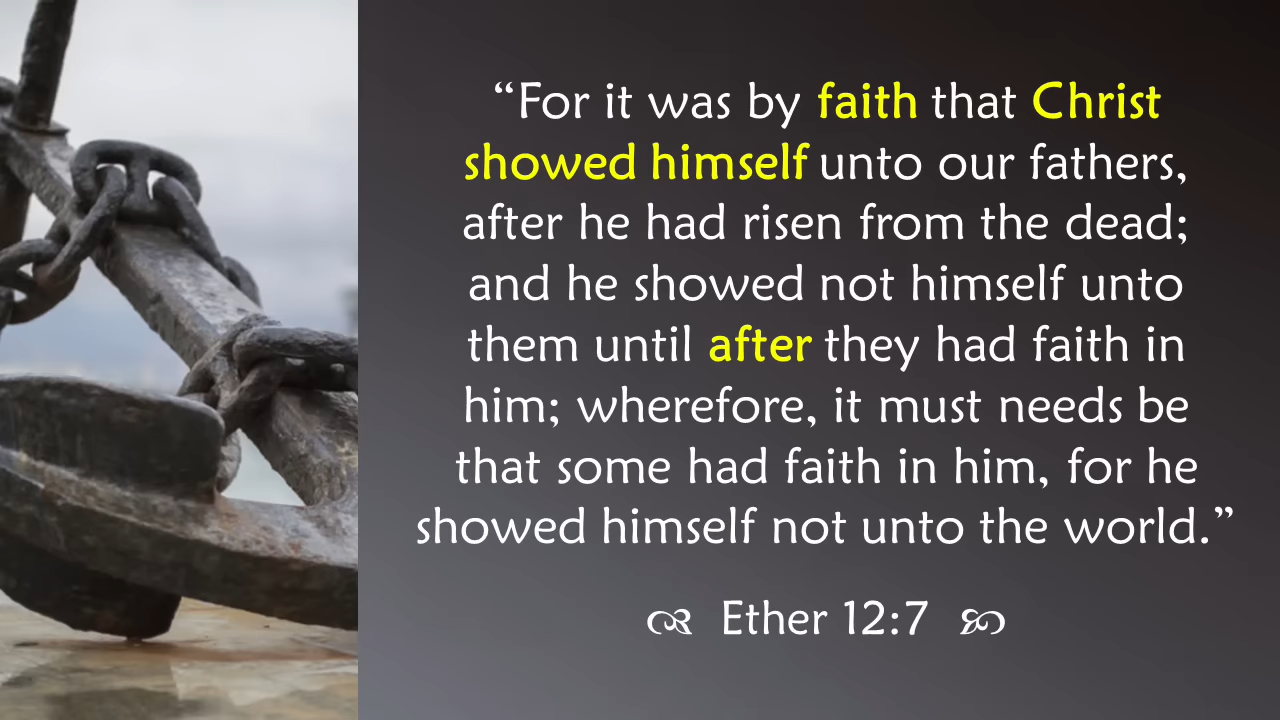 “For it was by faith that Christ
showed himself unto our fathers,
after he had risen from the dead;
and he showed not himself unto
them until after they had faith in
him; wherefore, it must needs be
that some had faith in him, for he
showed himself not unto the world.”
Ether 12:7